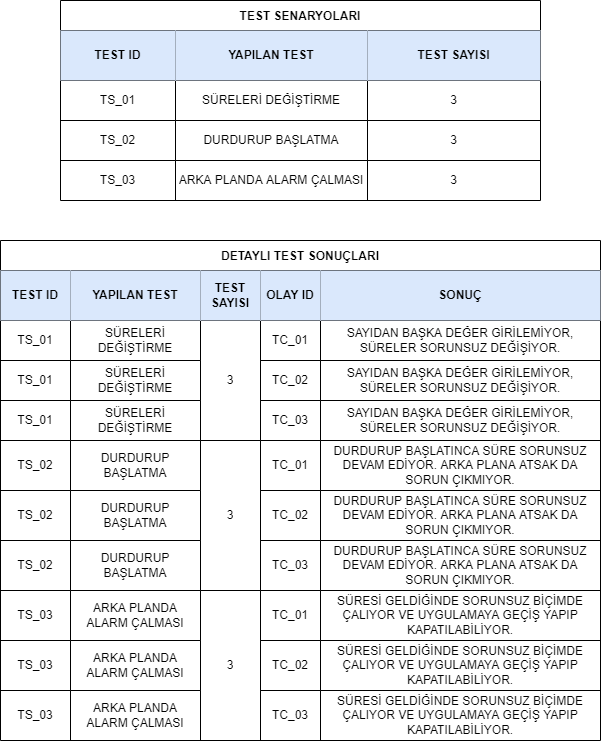 TEST SENARYOLARI
TEST ID YAPILAN TEST TEST SAYISI
TS_01 SÜRELERİ DEĞİŞTİRME 3
TS_02 DURDURUP BAŞLATMA 3
TS_03 ARKA PLANDA ALARM ÇALMASI 3
DETAYLI TEST SONUÇLARI
TEST ID YAPILAN TEST TEST SAYISI OLAY ID SONUÇ
TS_01 SÜRELERİ DEĞİŞTİRME 3 TC_01 SAYIDAN BAŞKA DEĞER GİRİLEMİYOR,
SÜRELER SORUNSUZ DEĞİŞİYOR.
TS_01 SÜRELERİ DEĞİŞTİRME TC_02 SAYIDAN BAŞKA DEĞER GİRİLEMİYOR,
SÜRELER SORUNSUZ DEĞİŞİYOR.
TS_01 SÜRELERİ DEĞİŞTİRME TC_03 SAYIDAN BAŞKA DEĞER GİRİLEMİYOR,
SÜRELER SORUNSUZ DEĞİŞİYOR.
TS_02 DURDURUP BAŞLATMA 3 TC_01 DURDURUP BAŞLATINCA SÜRE SORUNSUZ
DEVAM EDİYOR. ARKA PLANA ATSAK DA
SORUN ÇIKMIYOR.
TS_02 DURDURUP BAŞLATMA TC_02 DURDURUP BAŞLATINCA SÜRE SORUNSUZ
DEVAM EDİYOR. ARKA PLANA ATSAK DA
SORUN ÇIKMIYOR.
TS_02 DURDURUP BAŞLATMA TC_03 DURDURUP BAŞLATINCA SÜRE SORUNSUZ
DEVAM EDİYOR. ARKA PLANA ATSAK DA
SORUN ÇIKMIYOR.
TS_03 ARKA PLANDA ALARM ÇALMASI 3 TC_01 SÜRESİ GELDİĞİNDE SORUNSUZ BİÇİMDE
ÇALIYOR VE UYGULAMAYA GEÇİŞ YAPIP
KAPATILABİLİYOR.
TS_03 ARKA PLANDA ALARM ÇALMASI TC_02 SÜRESİ GELDİĞİNDE SORUNSUZ BİÇİMDE
ÇALIYOR VE UYGULAMAYA GEÇİŞ YAPIP
KAPATILABİLİYOR.
TS_03 ARKA PLANDA ALARM ÇALMASI TC_03 SÜRESİ GELDİĞİNDE SORUNSUZ BİÇİMDE
ÇALIYOR VE UYGULAMAYA GEÇİŞ YAPIP
KAPATILABİLİYOR.